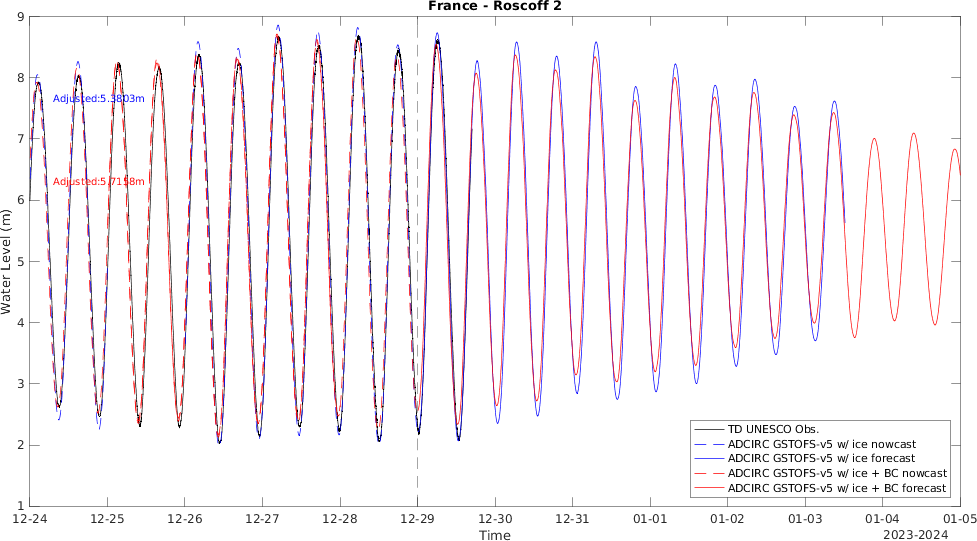 France - Roscoff 2
Water Level (m)
9
8
7
6
5
4
3
2
1
Adjusted:5.3803m
Adjusted:5.7158m
TD UNESCO Obs.
ADCIRC GSTOFS-v5 w/ ice nowcast
ADCIRC GSTOFS-v5 w/ ice forecast
ADCIRC GSTOFS-v5 w/ ice + BC nowcast
ADCIRC GSTOFS-v5 w/ ice + BC forecast
12-24 12-25 12-26 12-27 12-28 12-29 12-30 12-31 01-01 01-02 01-03 01-04 01-05
Time
2023-2024